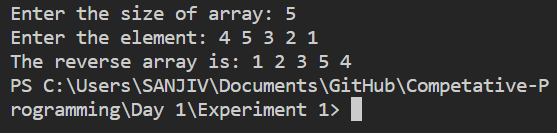 Enter the size of array: 5
Enter the element: 4 5 3 2 1
The reverse array is: 1 2 3 5 4
PS C:\Users\SANJIV\Documents\GitHub\Competative-P
rogramming\Day 1\Experiment 1>